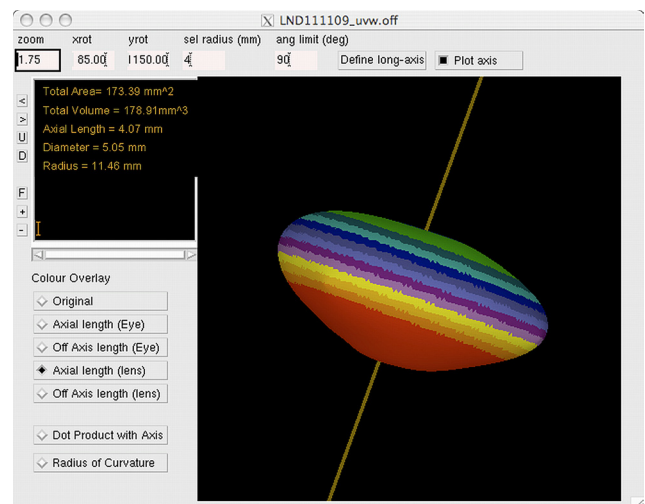 LND111109_uvw.off
zoom xrot yrot sel radius (mm) ang limit (deg)
1.75 85.00 150.00 4 90 Define long-axis Plot axis
Total Area= 173.39 mm^2
Total Volume = 178.91mm^3
Axial Length = 4.07 mm
Diameter = 5.05 mm
Radius = 11.46 mm
<
>
U
D
F
+
-
Colour Overlay
Original
Axial length (Eye)
Off Axis length (Eye)
Axial length (lens)
Off Axis length (lens)
Dot Product with Axis
Radius of Curvature